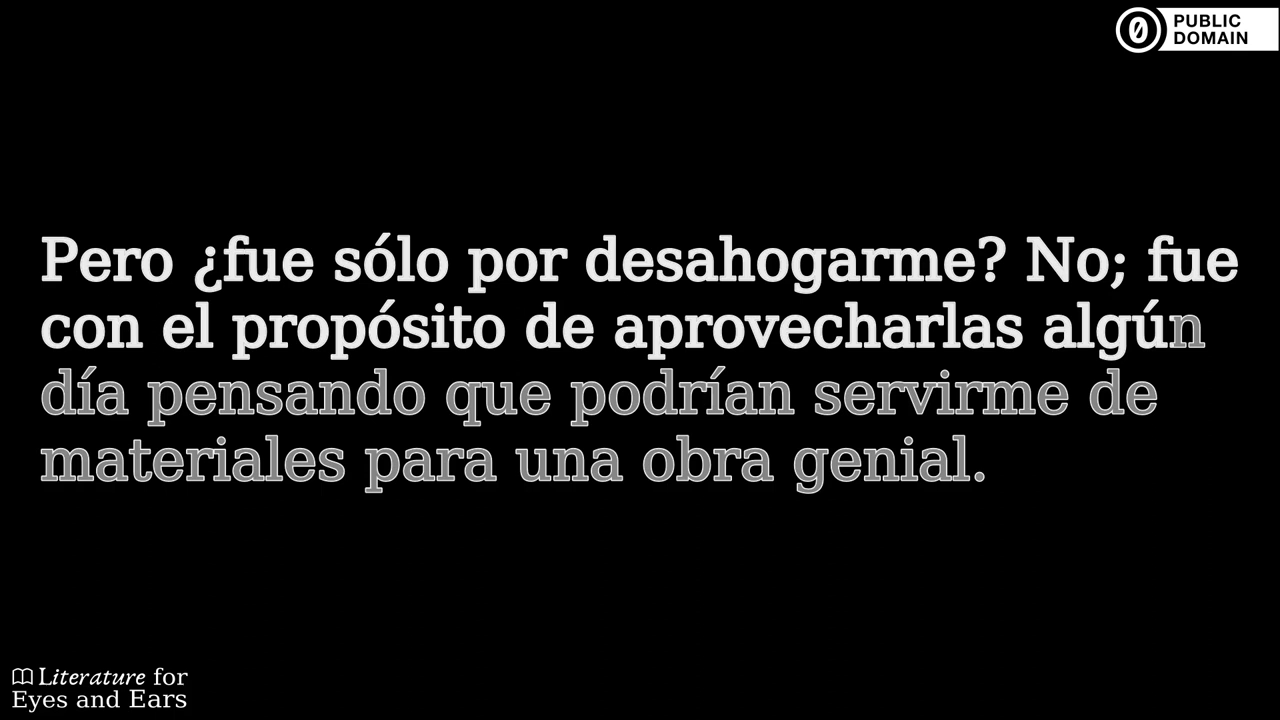 PUBLIC
DOMAIN
Pero ¿fue sólo por desahogarme? No; fue
con el propósito de aprovecharlas algún
día pensando que podrían servirme de
materiales para una obra genial.
Literature for
Eyes and Ears